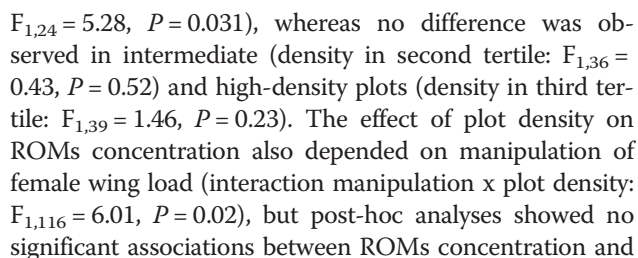 F1,24 = 5.28, P = 0.031), whereas no difference was ob-
served in intermediate (density in second tertile: F1,36 =
0.43, P = 0.52) and high-density plots (density in third ter-
tile: F1,39 = 1.46, P = 0.23). The effect of plot density on
ROMs concentration also depended on manipulation of
female wing load (interaction manipulation x plot density:
F1,116 = 6.01, P = 0.02), but post-hoc analyses showed no
significant associations between ROMs concentration and